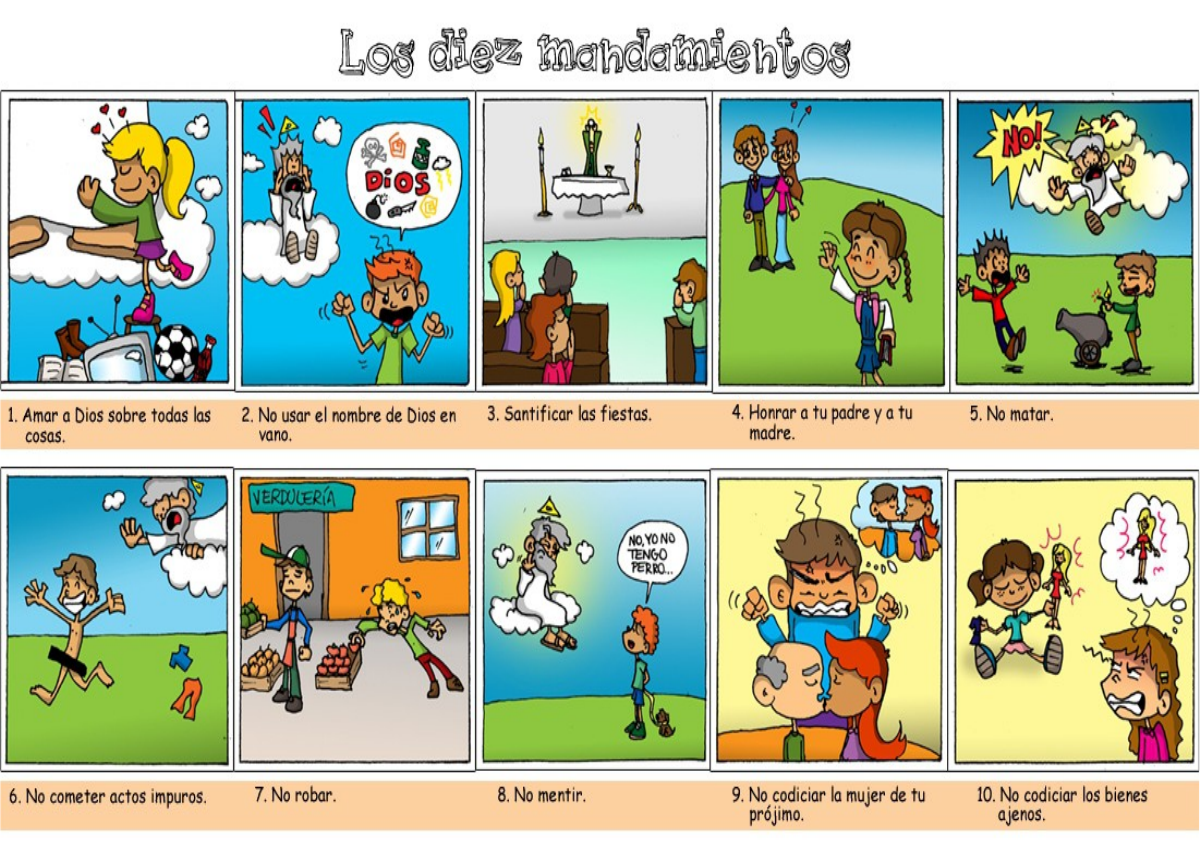 Los diez mandamientos
DiOS
NO!
1. Amar a Dios sobre todas las
cosas.
2. No usar el nombre de Dios en
vano.
3. Santificar las fiestas.
4. Honrar a tu padre y a tu
madre.
5. No matar.
VERDULERÍA
NO, YO NO
TENGO
PERRO...
6. No cometer actos impuros.
7. No robar.
8. No mentir.
9. No codiciar la mujer de tu
prójimo.
10. No codiciar los bienes
ajenos.